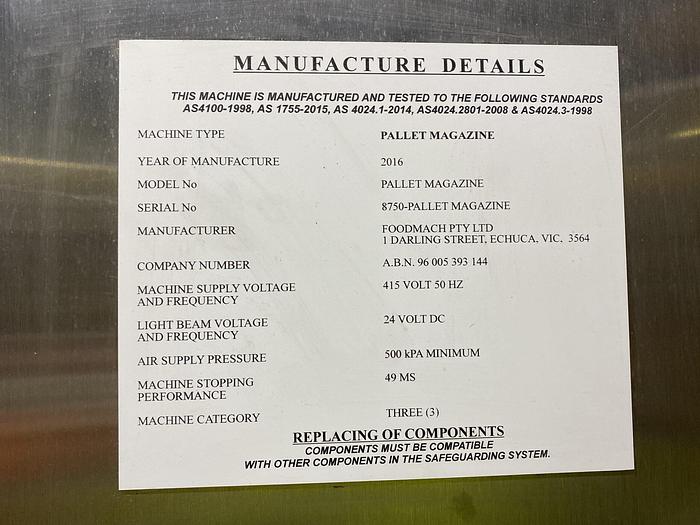 MANUFACTURE DETAILS
THIS MACHINE IS MANUFACTURED AND TESTED TO THE FOLLOWING STANDARDS
AS4100-1998, AS 1755-2015, AS 4024.1-2014, AS4024.2801-2008 & AS4024.3-1998
MACHINE TYPE PALLET MAGAZINE
YEAR OF MANUFACTURE 2016
MODEL No PALLET MAGAZINE
SERIAL No 8750-PALLET MAGAZINE
MANUFACTURER FOODMACH PTY LTD
1 DARLING STREET, ECHUCA, VIC, 3564
COMPANY NUMBER A.B.N. 96 005 393 144
MACHINE SUPPLY VOLTAGE 415 VOLT 50 HZ
AND FREQUENCY
LIGHT BEAM VOLTAGE 24 VOLT DC
AND FREQUENCY
AIR SUPPLY PRESSURE 500 kPA MINIMUM
MACHINE STOPPING 49 MS
PERFORMANCE
MACHINE CATEGORY THREE (3)
REPLACING OF COMPONENTS
COMPONENTS MUST BE COMPATIBLE
WITH OTHER COMPONENTS IN THE SAFEGUARDING SYSTEM.